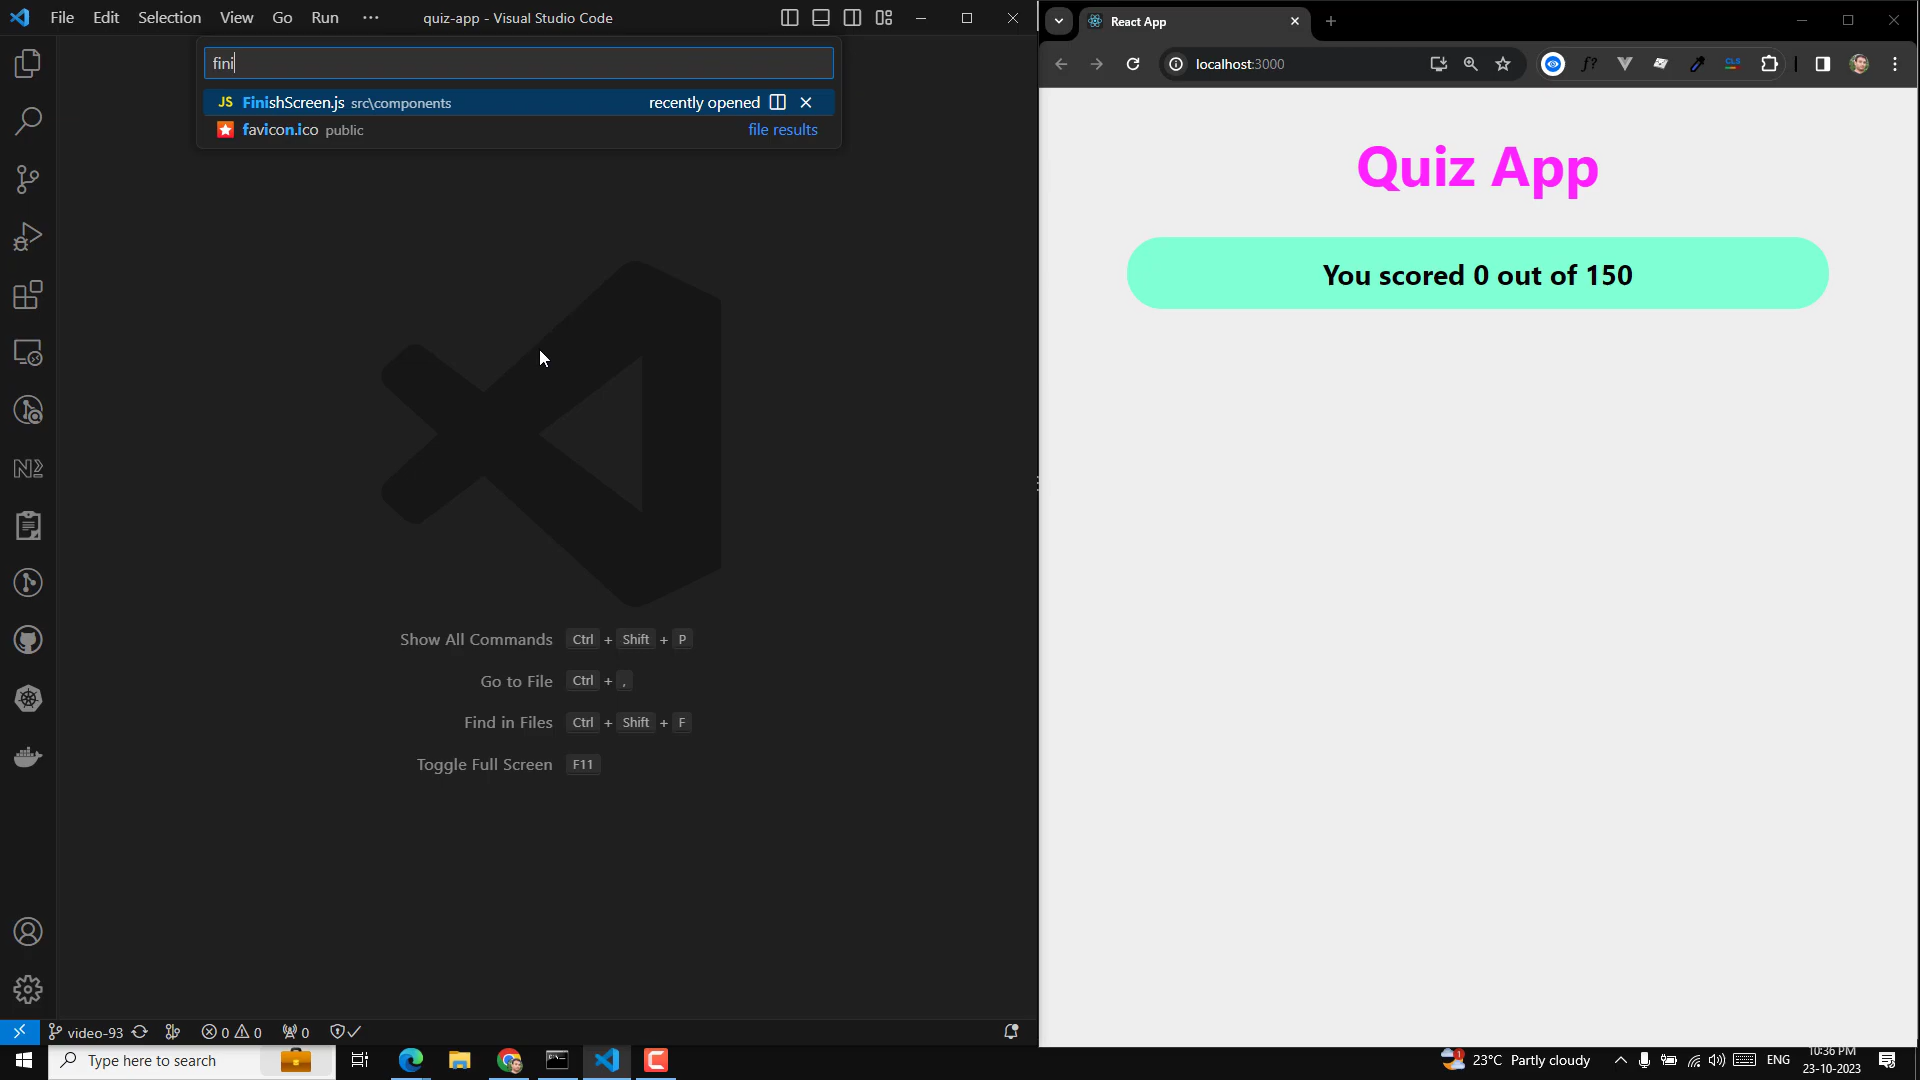 File Edit Selection View Go Run ··· quiz-app - Visual Studio Code
fini
JS FinishScreen.js src\components recently opened
favicon.ico public file results
Show All Commands Ctrl + Shift + P
Go to File Ctrl + ,
Find in Files Ctrl + Shift + F
Toggle Full Screen F11
video-93 0 0 0
React App
localhost:3000
f?
CLS
Quiz App
You scored 0 out of 150
Type here to search
1
23°C Partly cloudy
ENG
10:36 PM
23-10-2023